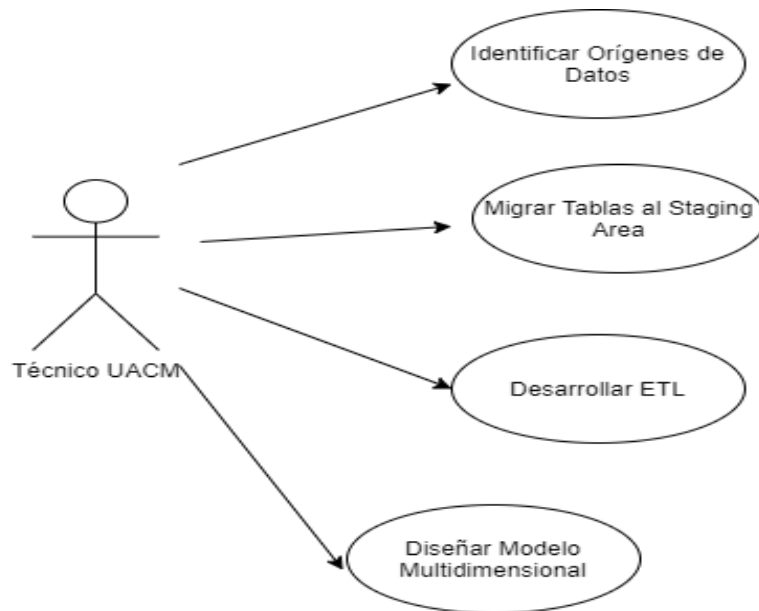 Identificar Orígenes de
Datos
Migrar Tablas al Staging
Area
Técnico UACM
Desarrollar ETL
Diseñar Modelo
Multidimensional